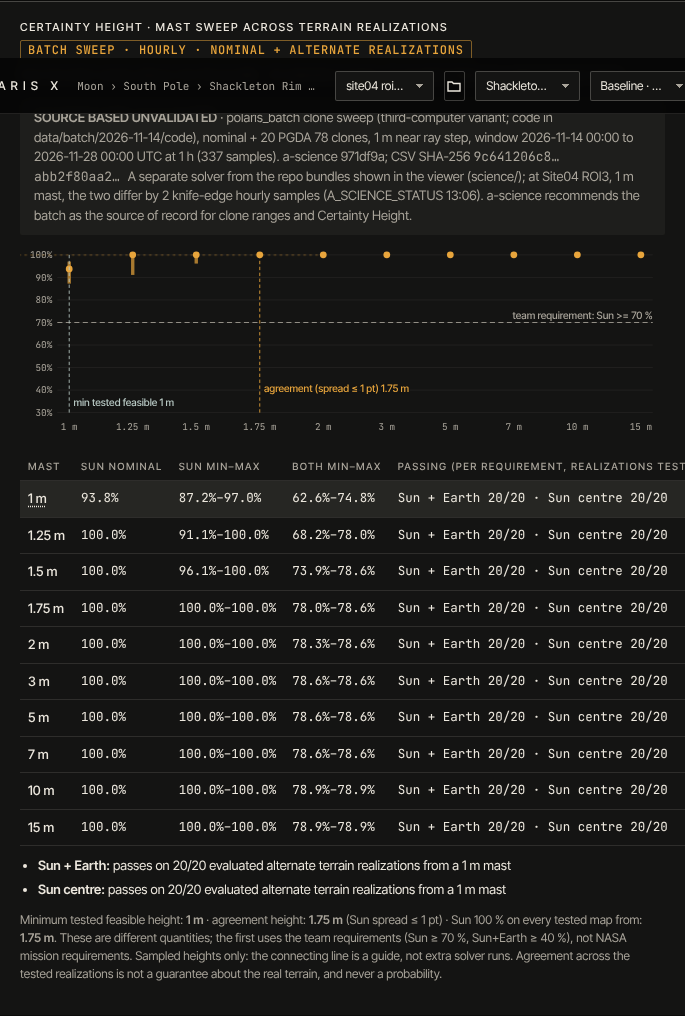 CERTAINTY HEIGHT · MAST SWEEP ACROSS TERRAIN REALIZATIONS
BATCH SWEEP · HOURLY · NOMINAL + ALTERNATE REALIZATIONS
ARIS X Moon › South Pole › Shackleton Rim … site04 roi… Shackleto… Baseline · …
SOURCE BASED UNVALIDATED · polaris_batch clone sweep (third-computer variant; code in
data/batch/2026-11-14/code), nominal + 20 PGDA 78 clones, 1 m near ray step, window 2026-11-14 00:00 to
2026-11-28 00:00 UTC at 1 h (337 samples). a-science 971df9a; CSV SHA-256 9c641206c8…
abb2f80aa2… A separate solver from the repo bundles shown in the viewer (science/); at Site04 ROI3, 1 m
mast, the two differ by 2 knife-edge hourly samples (A_SCIENCE_STATUS 13:06). a-science recommends the
batch as the source of record for clone ranges and Certainty Height.
100%
90%
80%
team requirement: Sun >= 70 %
70%
60%
50%
40%
agreement (spread ≤ 1 pt) 1.75 m
min tested feasible 1 m
30%
1 m 1.25 m 1.5 m 1.75 m 2 m 3 m 5 m 7 m 10 m 15 m
MAST SUN NOMINAL SUN MIN–MAX BOTH MIN–MAX PASSING (PER REQUIREMENT, REALIZATIONS TEST
1 m 93.8% 87.2%–97.0% 62.6%–74.8% Sun + Earth 20/20 · Sun centre 20/20
1.25 m 100.0% 91.1%–100.0% 68.2%–78.0% Sun + Earth 20/20 · Sun centre 20/20
1.5 m 100.0% 96.1%–100.0% 73.9%–78.6% Sun + Earth 20/20 · Sun centre 20/20
1.75 m 100.0% 100.0%–100.0% 78.0%–78.6% Sun + Earth 20/20 · Sun centre 20/20
2 m 100.0% 100.0%–100.0% 78.3%–78.6% Sun + Earth 20/20 · Sun centre 20/20
3 m 100.0% 100.0%–100.0% 78.6%–78.6% Sun + Earth 20/20 · Sun centre 20/20
5 m 100.0% 100.0%–100.0% 78.6%–78.6% Sun + Earth 20/20 · Sun centre 20/20
7 m 100.0% 100.0%–100.0% 78.6%–78.6% Sun + Earth 20/20 · Sun centre 20/20
10 m 100.0% 100.0%–100.0% 78.9%–78.9% Sun + Earth 20/20 · Sun centre 20/20
15 m 100.0% 100.0%–100.0% 78.9%–78.9% Sun + Earth 20/20 · Sun centre 20/20
• Sun + Earth: passes on 20/20 evaluated alternate terrain realizations from a 1 m mast
• Sun centre: passes on 20/20 evaluated alternate terrain realizations from a 1 m mast
Minimum tested feasible height: 1 m · agreement height: 1.75 m (Sun spread ≤ 1 pt) · Sun 100 % on every tested map from:
1.75 m. These are different quantities; the first uses the team requirements (Sun ≥ 70 %, Sun+Earth ≥ 40 %), not NASA
mission requirements. Sampled heights only: the connecting line is a guide, not extra solver runs. Agreement across the
tested realizations is not a guarantee about the real terrain, and never a probability.